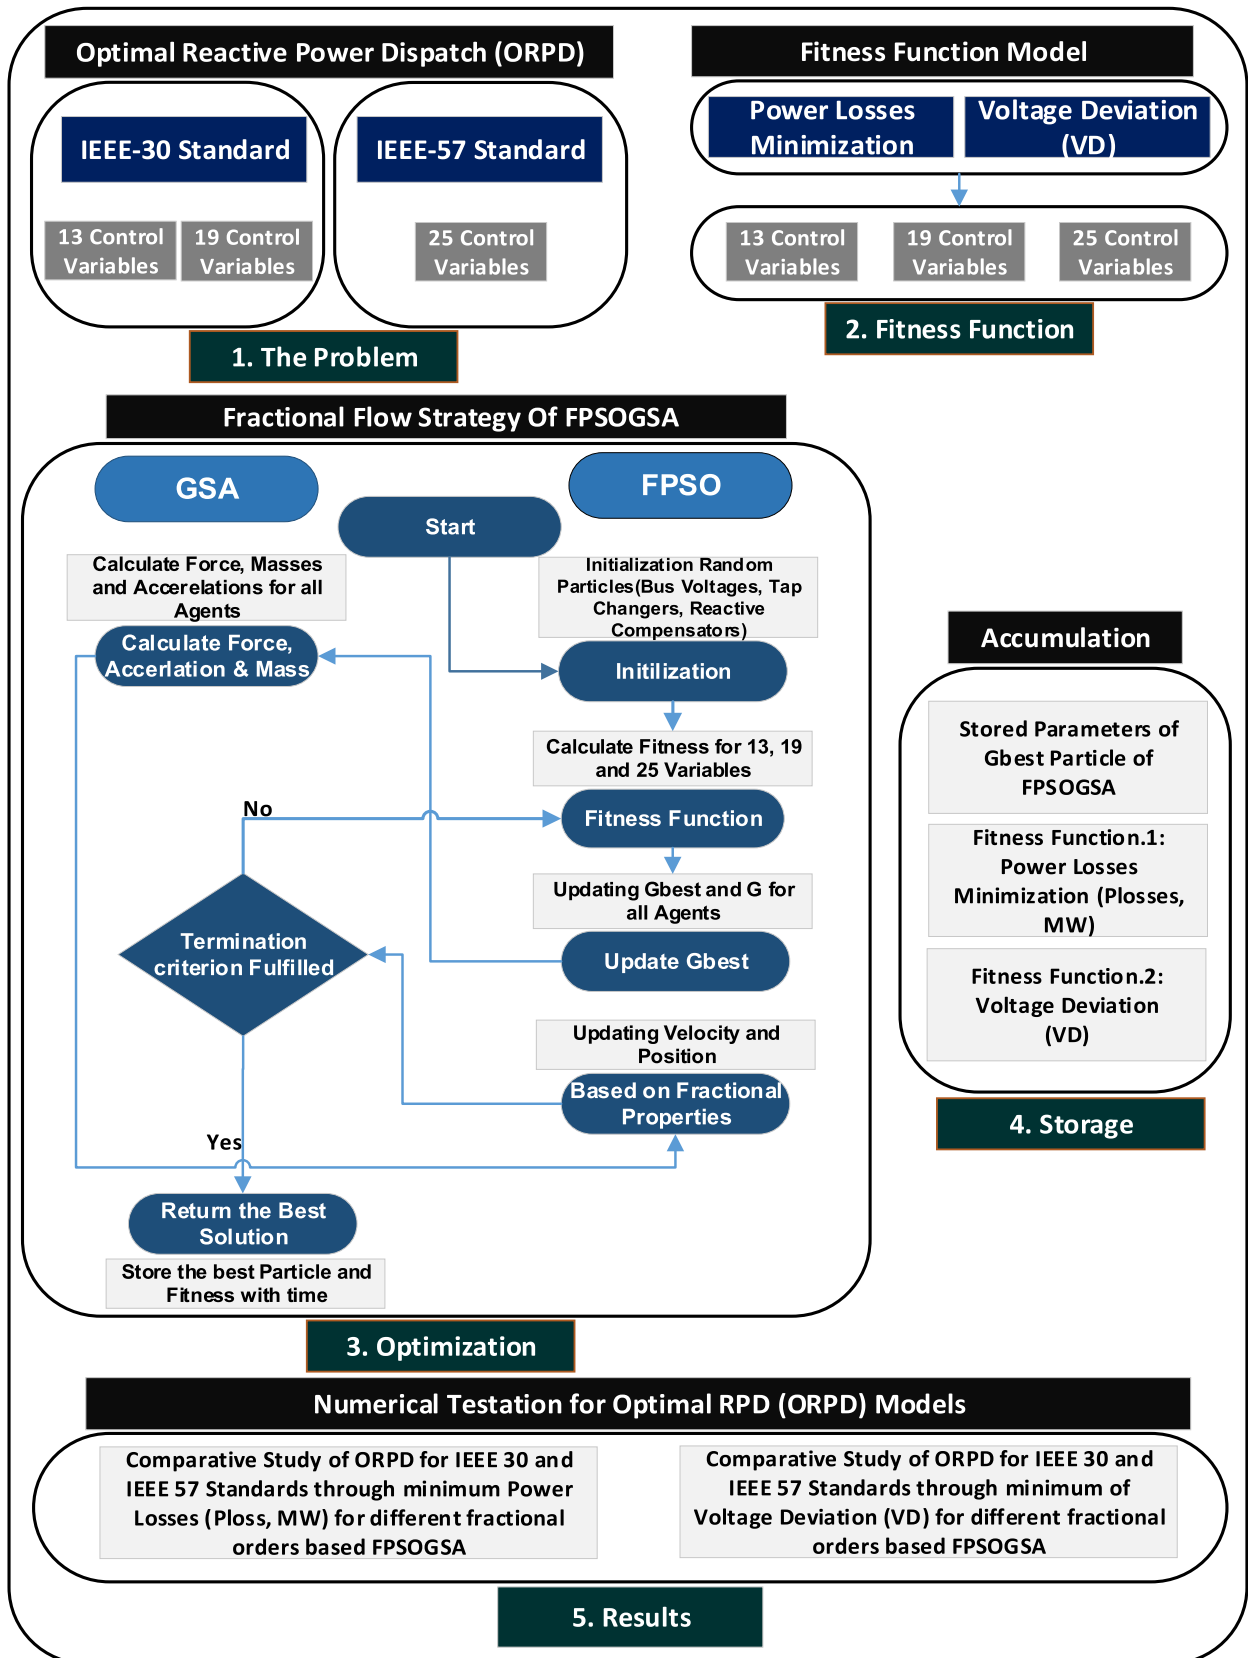 Optimal Reactive Power Dispatch (ORPD)
IEEE-30 Standard
13 Control
Variables
19 Control
Variables
IEEE-57 Standard
25 Control
Variables
1. The Problem
Fitness Function Model
Power Losses
Minimization
Voltage Deviation
(VD)
13 Control
Variables
19 Control
Variables
25 Control
Variables
2. Fitness Function
Fractional Flow Strategy Of FPSOGSA
GSA
FPSO
Start
Calculate Force, Masses
and Accerelations for all
Agents
Calculate Force,
Accerlation & Mass
Initialization Random
Particles(Bus Voltages, Tap
Changers, Reactive
Compensators)
Initilization
Calculate Fitness for 13, 19
and 25 Variables
No
Fitness Function
Updating Gbest and G for
all Agents
Termination
criterion Fulfilled
Update Gbest
Updating Velocity and
Position
Based on Fractional
Properties
Yes
Return the Best
Solution
Store the best Particle and
Fitness with time
3. Optimization
Accumulation
Stored Parameters of
Gbest Particle of
FPSOGSA
Fitness Function.1:
Power Losses
Minimization (Plosses,
MW)
Fitness Function.2:
Voltage Deviation
(VD)
4. Storage
Numerical Testation for Optimal RPD (ORPD) Models
Comparative Study of ORPD for IEEE 30 and
IEEE 57 Standards through minimum Power
Losses (Ploss, MW) for different fractional
orders based FPSOGSA
Comparative Study of ORPD for IEEE 30 and
IEEE 57 Standards through minimum of
Voltage Deviation (VD) for different fractional
orders based FPSOGSA
5. Results